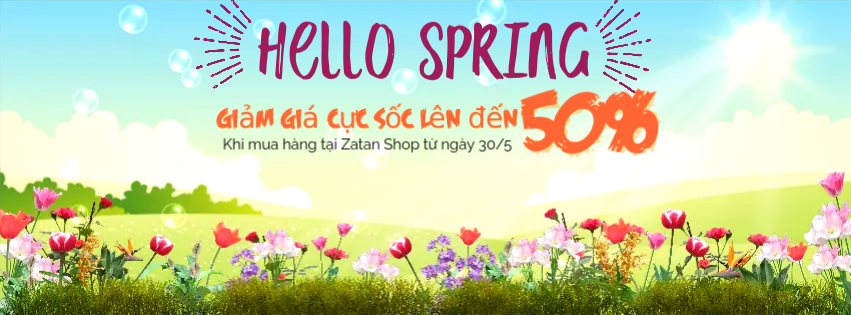 HELLO SPRING
GIẢM GIÁ CỰC SỐC LÊN ĐẾN 50%
Khi mua hàng tại Zatan Shop từ ngày 30/5